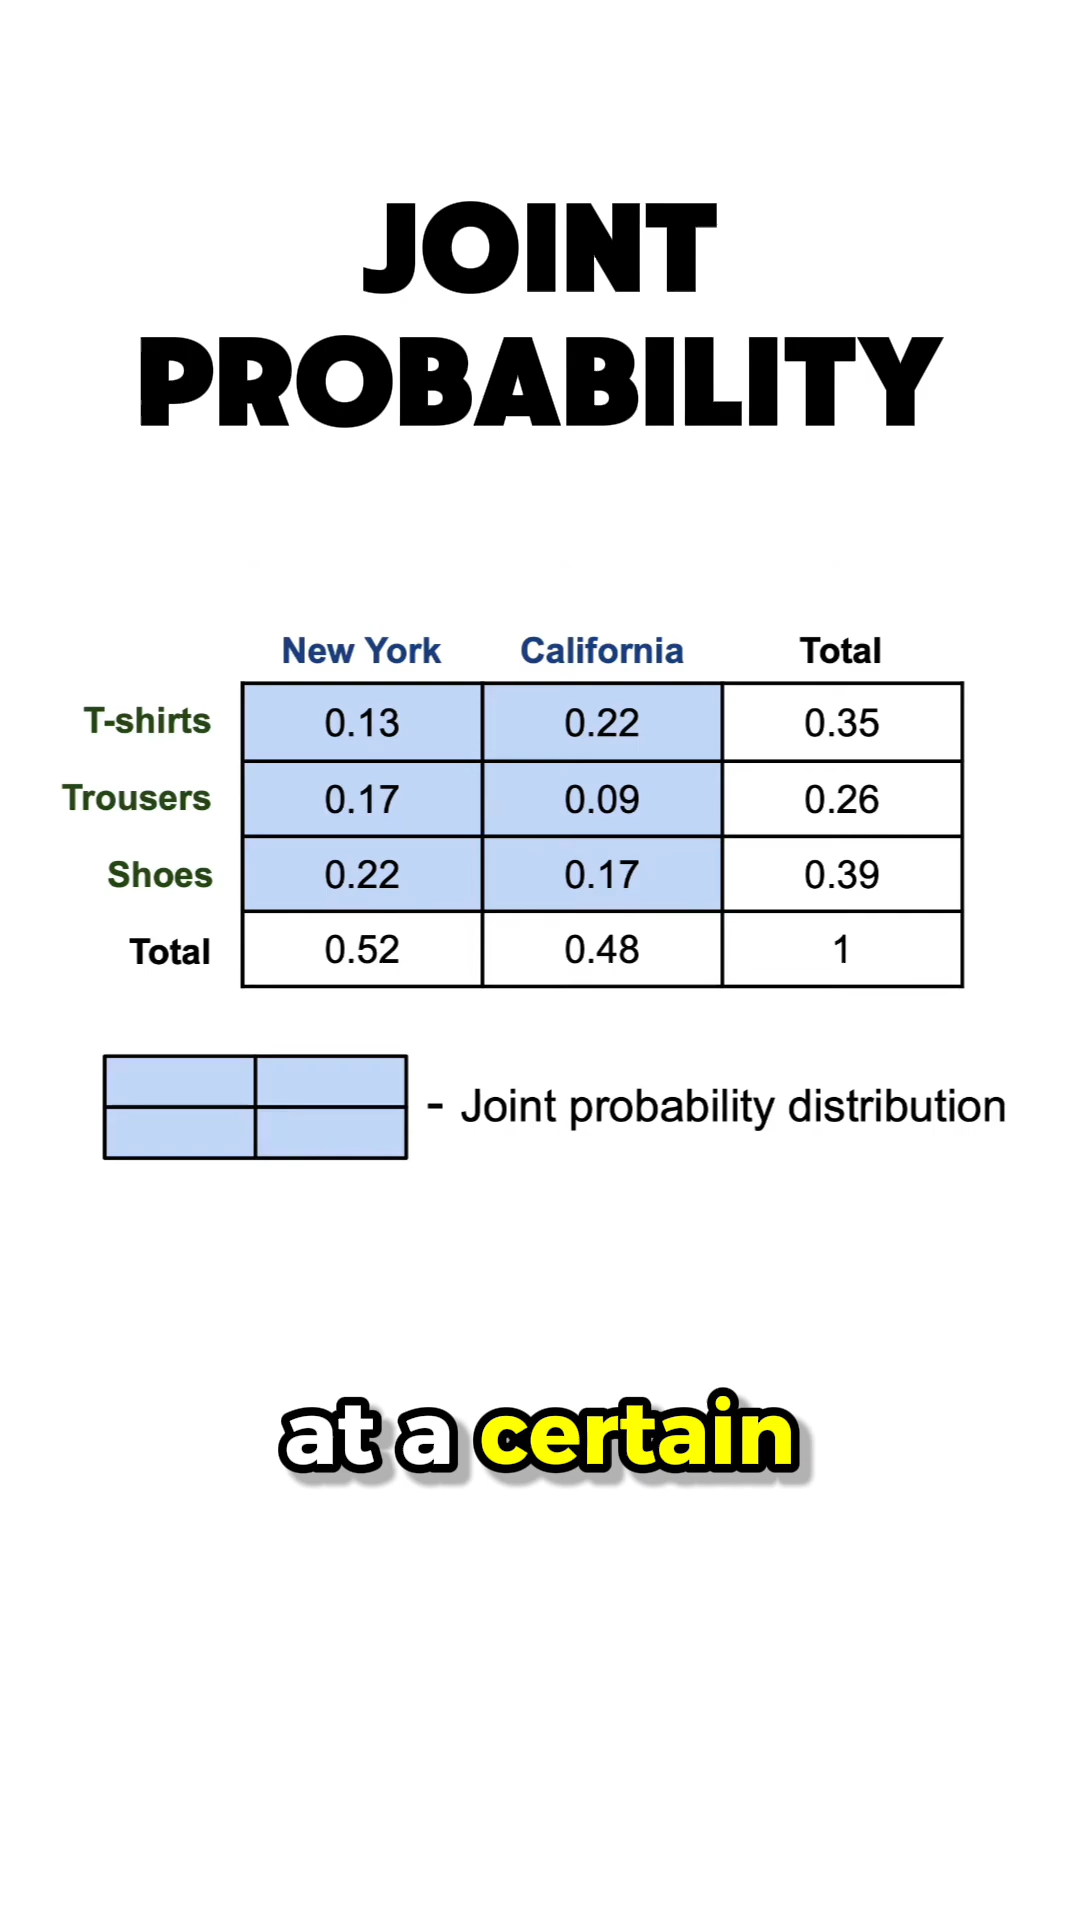 JOINT
PROBABILITY
New York California Total
T-shirts 0.13 0.22 0.35
Trousers 0.17 0.09 0.26
Shoes 0.22 0.17 0.39
Total 0.52 0.48 1
- Joint probability distribution
at a certain